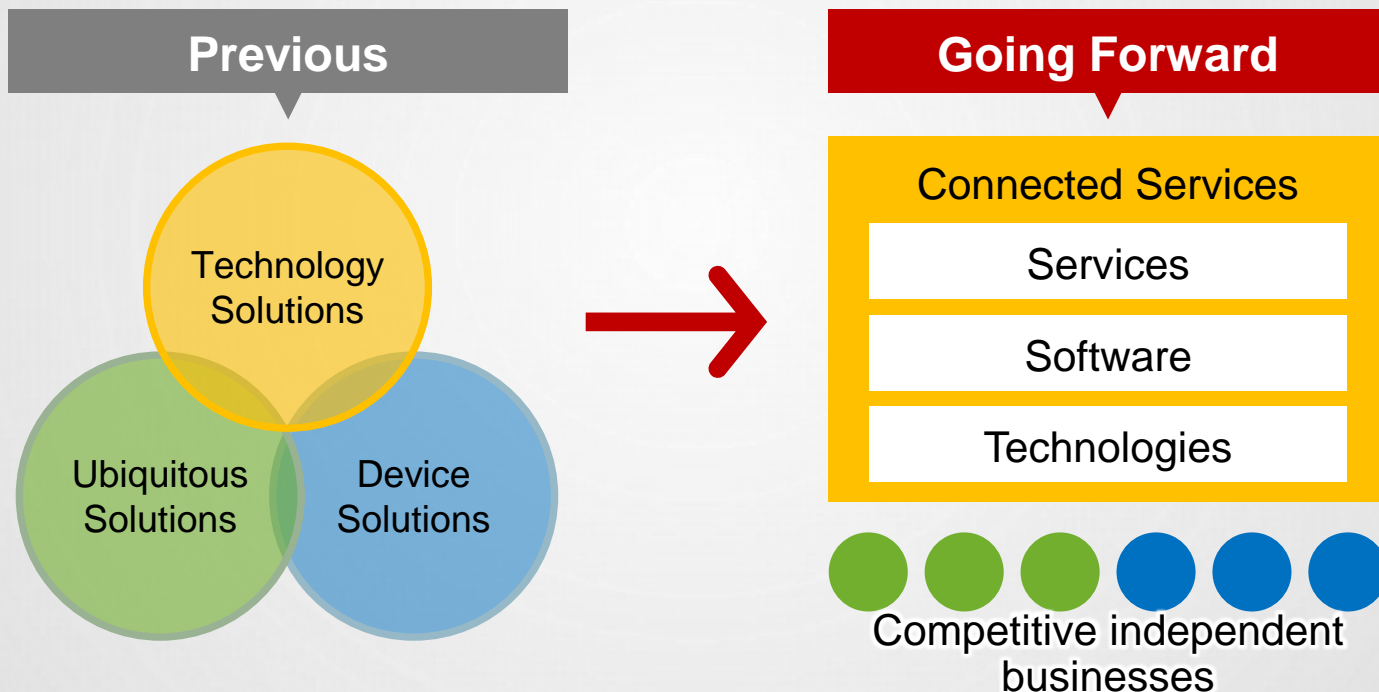 Previous
Going Forward
Technology
Solutions
Ubiquitous
Solutions
Device
Solutions
Connected Services
Services
Software
Technologies
Competitive independent
businesses